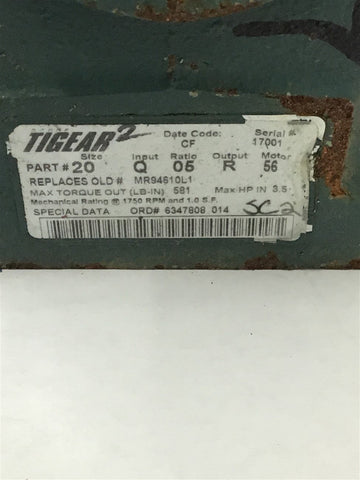 TIGEAR2
Date Code: Serial #
CF 17001
Size Input Ratio Output Motor
PART # 20 Q 05 R 56
REPLACES OLD # MR94610L1
MAX TORQUE OUT (LB-IN) 581 Max HP IN 3.5
Mechanical Rating @ 1750 RPM and 1.0 S.F.
SPECIAL DATA ORD# 6347808 014
SC2